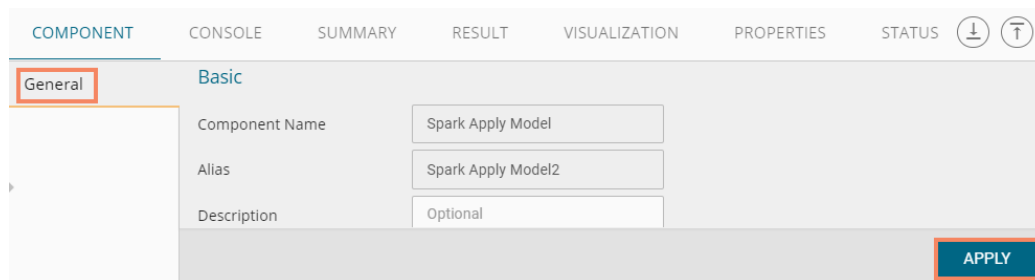 COMPONENT CONSOLE SUMMARY RESULT VISUALIZATION PROPERTIES STATUS
General
Basic
Component Name Spark Apply Model
Alias Spark Apply Model2
Description Optional
APPLY